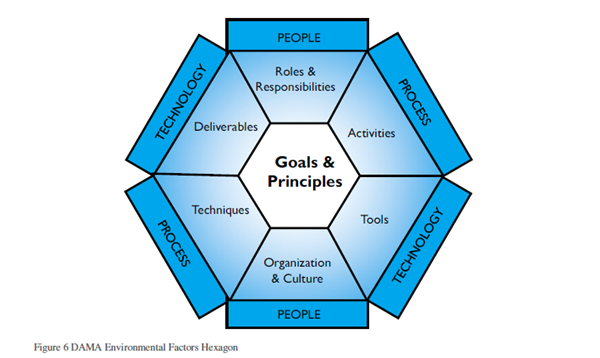 PEOPLE
Roles &
Responsibilities
TECHNOLOGY
PROCESS
Deliverables
Activities
Goals &
Principles
Techniques
Tools
PROCESS
TECHNOLOGY
Organization
& Culture
PEOPLE
Figure 6 DAMA Environmental Factors Hexagon